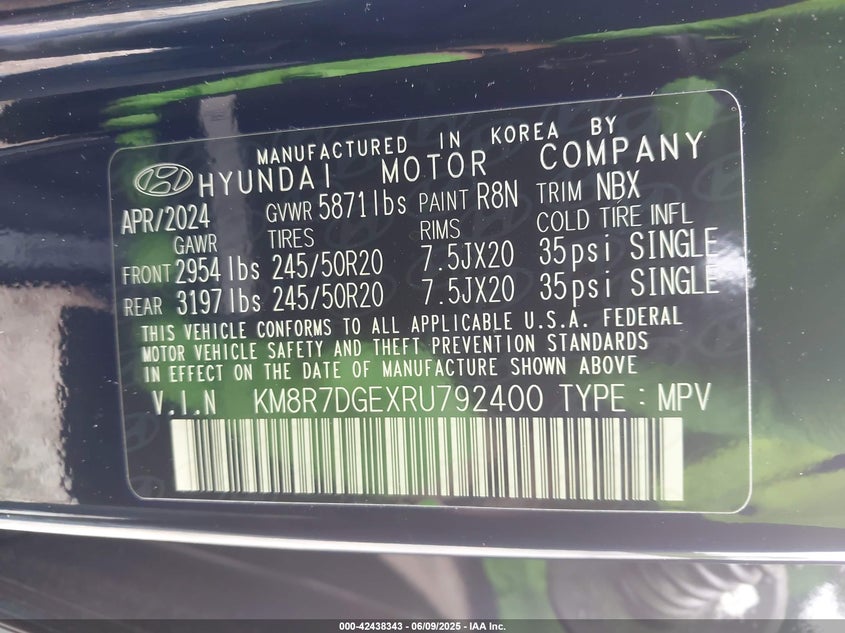 MANUFACTURED IN KOREA BY
HYUNDAI MOTOR COMPANY
APR/2024 GVWR 5871lbs PAINT R8N TRIM NBX
GAWR TIRES RIMS COLD TIRE INFL
FRONT 2954lbs 245/50R20 7.5JX20 35psi SINGLE
REAR 3197lbs 245/50R20 7.5JX20 35psi SINGLE
THIS VEHICLE CONFORMS TO ALL APPLICABLE U.S.A. FEDERAL
MOTOR VEHICLE SAFETY AND THEFT PREVENTION STANDARDS
IN EFFECT ON THE DATE OF MANUFACTURE SHOWN ABOVE
V.I.N KM8R7DGEXRU792400 TYPE : MPV
000-42438343 / 06/09/2025 - IAA Inc.